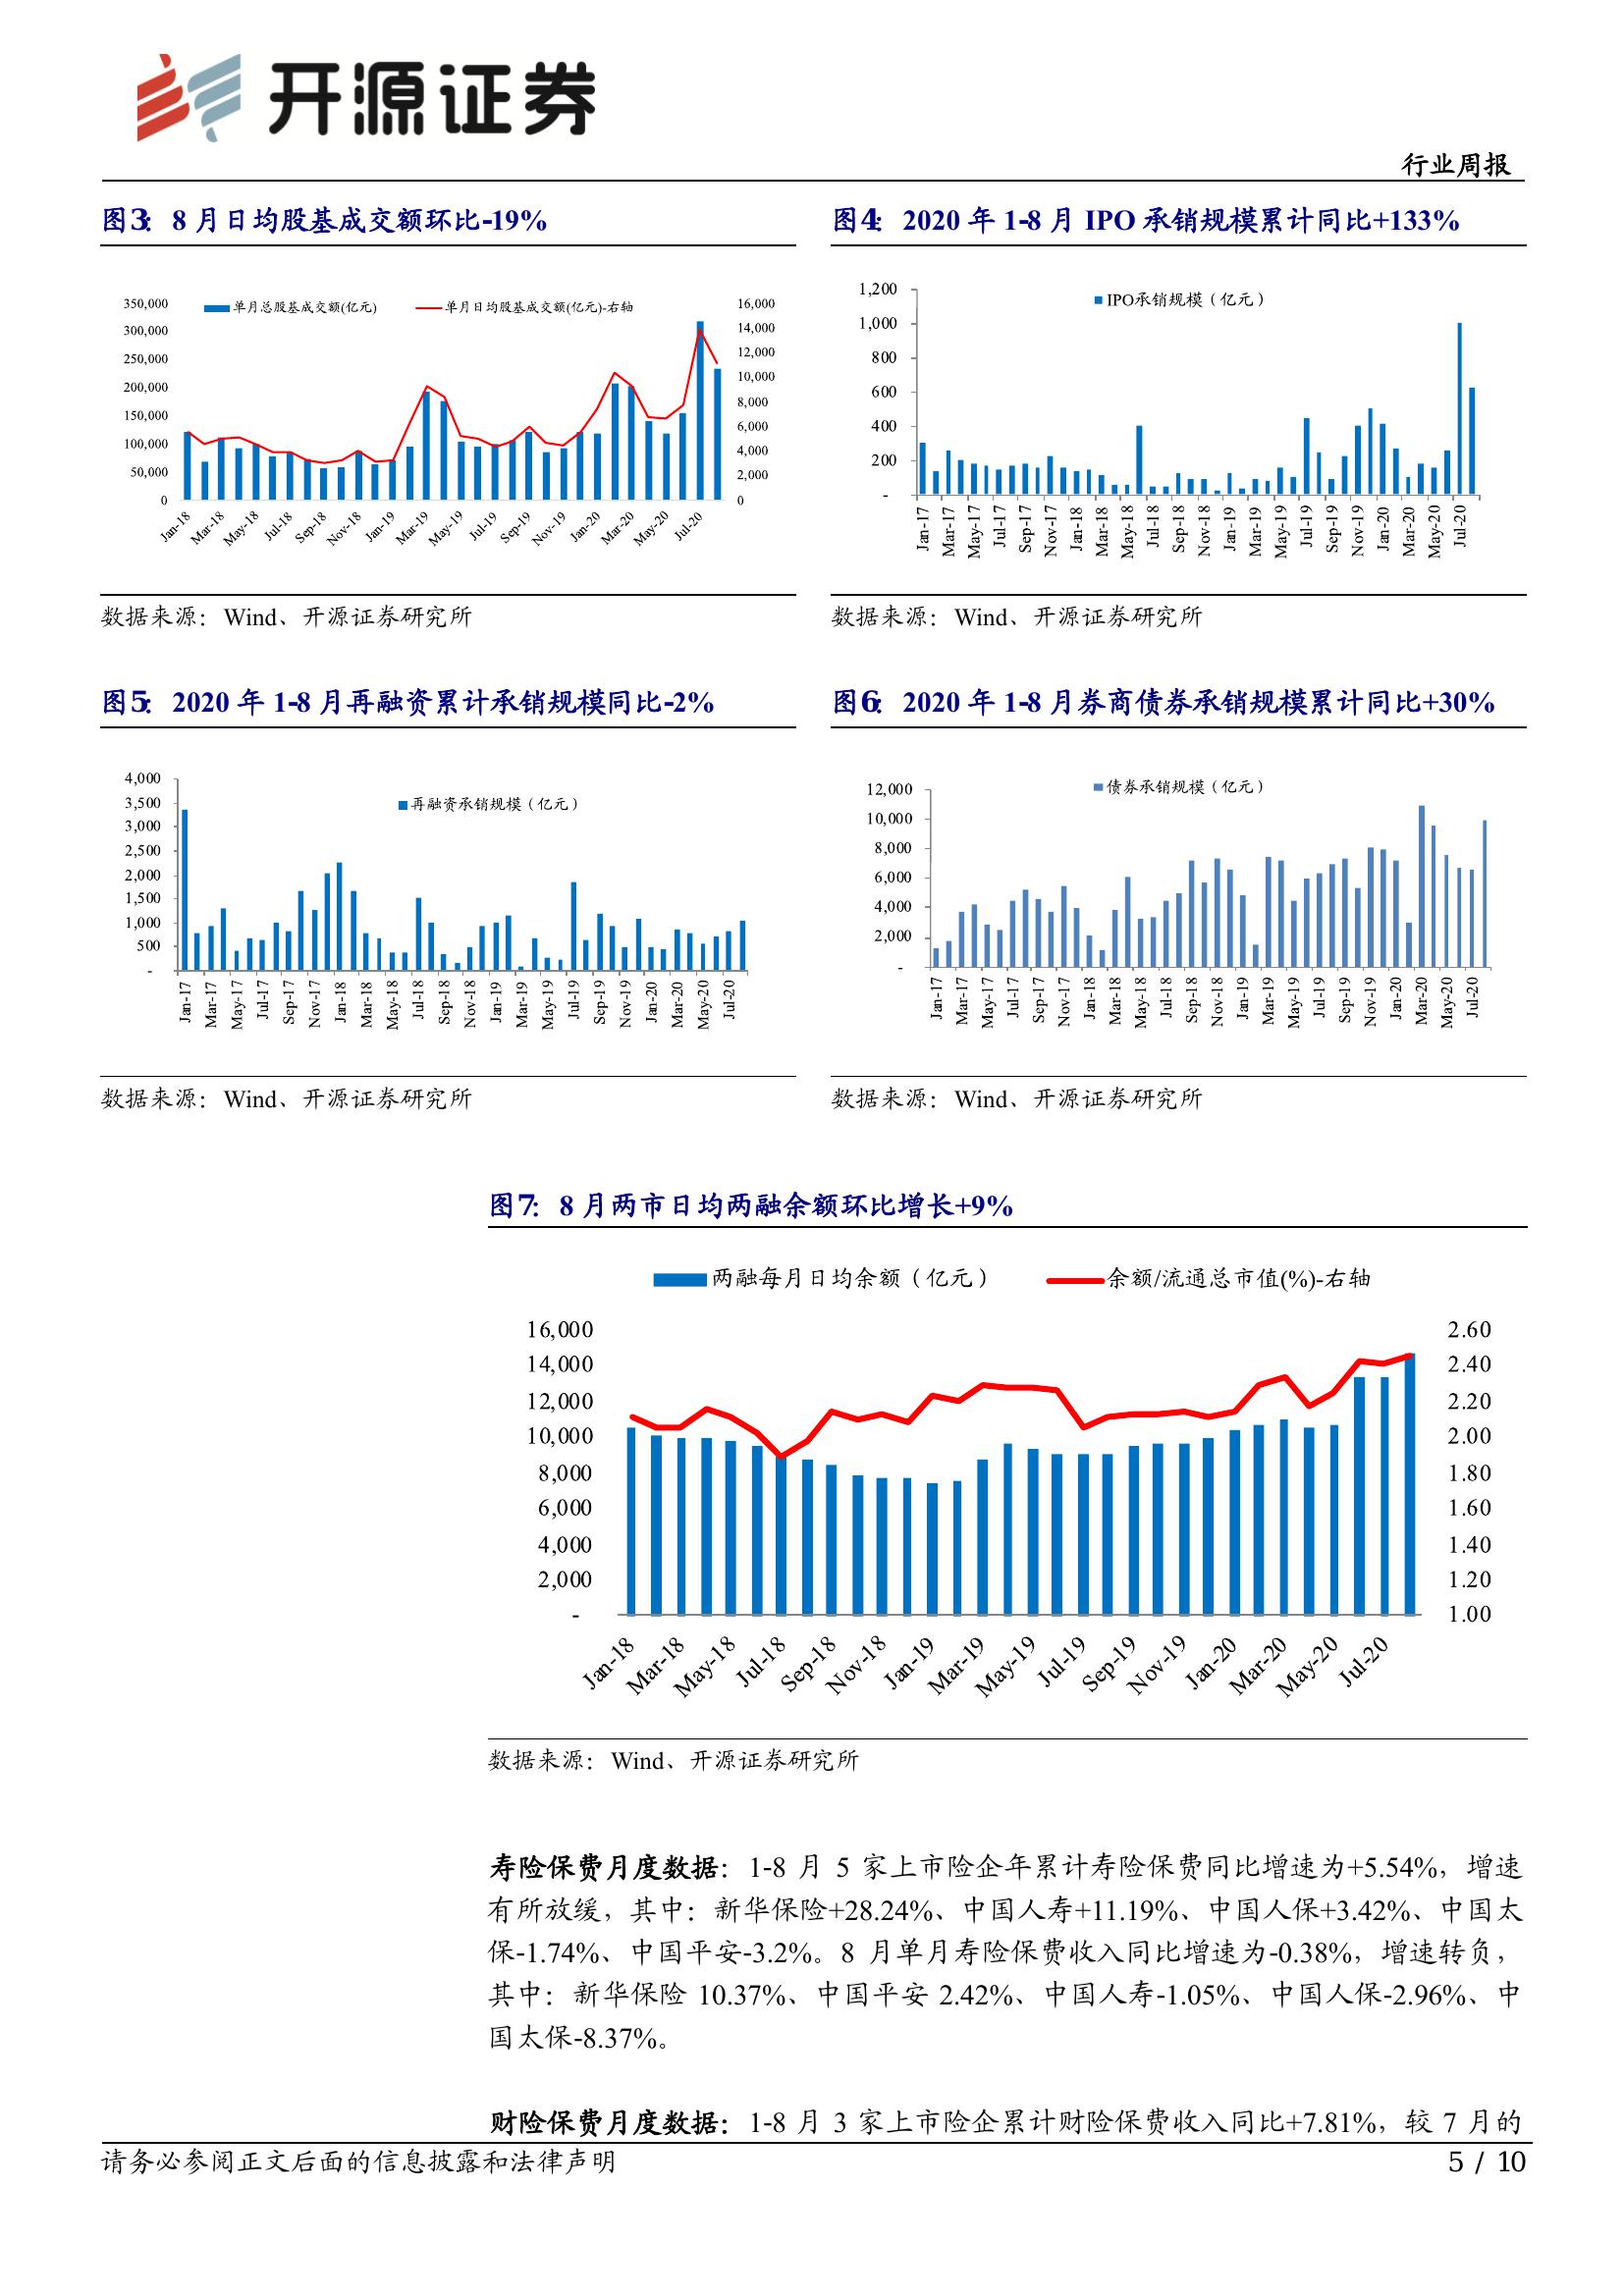 开源证券
行业周报
图3： 8 月日均股基成交额环比-19%
350,000
300,000
250,000
200,000
150,000
100,000
50,000
0
单月总股基成交额(亿元)
单月日均股基成交额(亿元)-右轴
16,000
14,000
12,000
10,000
8,000
6,000
4,000
2,000
0
Jan-18 Mar-18 May-18 Jul-18 Sep-18 Nov-18 Jan-19 Mar-19 May-19 Jul-19 Sep-19 Nov-19 Jan-20 Mar-20 May-20 Jul-20
数据来源：Wind、开源证券研究所
图4： 2020 年 1-8 月 IPO 承销规模累计同比+133%
IPO承销规模（亿元）
1,200
1,000
800
600
400
200
-
Jan-17 Mar-17 May-17 Jul-17 Sep-17 Nov-17 Jan-18 Mar-18 May-18 Jul-18 Sep-18 Nov-18 Jan-19 Mar-19 May-19 Jul-19 Sep-19 Nov-19 Jan-20 Mar-20 May-20 Jul-20
数据来源：Wind、开源证券研究所
图5： 2020 年 1-8 月再融资累计承销规模同比-2%
再融资承销规模（亿元）
4,000
3,500
3,000
2,500
2,000
1,500
1,000
500
-
Jan-17 Mar-17 May-17 Jul-17 Sep-17 Nov-17 Jan-18 Mar-18 May-18 Jul-18 Sep-18 Nov-18 Jan-19 Mar-19 May-19 Jul-19 Sep-19 Nov-19 Jan-20 Mar-20 May-20 Jul-20
数据来源：Wind、开源证券研究所
图6： 2020 年 1-8 月券商债券承销规模累计同比+30%
债券承销规模（亿元）
12,000
10,000
8,000
6,000
4,000
2,000
-
Jan-17 Mar-17 May-17 Jul-17 Sep-17 Nov-17 Jan-18 Mar-18 May-18 Jul-18 Sep-18 Nov-18 Jan-19 Mar-19 May-19 Jul-19 Sep-19 Nov-19 Jan-20 Mar-20 May-20 Jul-20
数据来源：Wind、开源证券研究所
图7： 8 月两市日均两融余额环比增长+9%
两融每月日均余额（亿元）
余额/流通总市值(%)-右轴
16,000
14,000
12,000
10,000
8,000
6,000
4,000
2,000
-
2.60
2.40
2.20
2.00
1.80
1.60
1.40
1.20
1.00
Jan-18 Mar-18 May-18 Jul-18 Sep-18 Nov-18 Jan-19 Mar-19 May-19 Jul-19 Sep-19 Nov-19 Jan-20 Mar-20 May-20 Jul-20
数据来源：Wind、开源证券研究所
寿险保费月度数据：1-8 月 5 家上市险企年累计寿险保费同比增速为+5.54%，增速
有所放缓，其中：新华保险+28.24%、中国人寿+11.19%、中国人保+3.42%、中国太
保-1.74%、中国平安-3.2%。8 月单月寿险保费收入同比增速为-0.38%，增速转负，
其中：新华保险 10.37%、中国平安 2.42%、中国人寿-1.05%、中国人保-2.96%、中
国太保-8.37%。
财险保费月度数据：1-8 月 3 家上市险企累计财险保费收入同比+7.81%，较 7 月的
请务必参阅正文后面的信息披露和法律声明
5 / 10